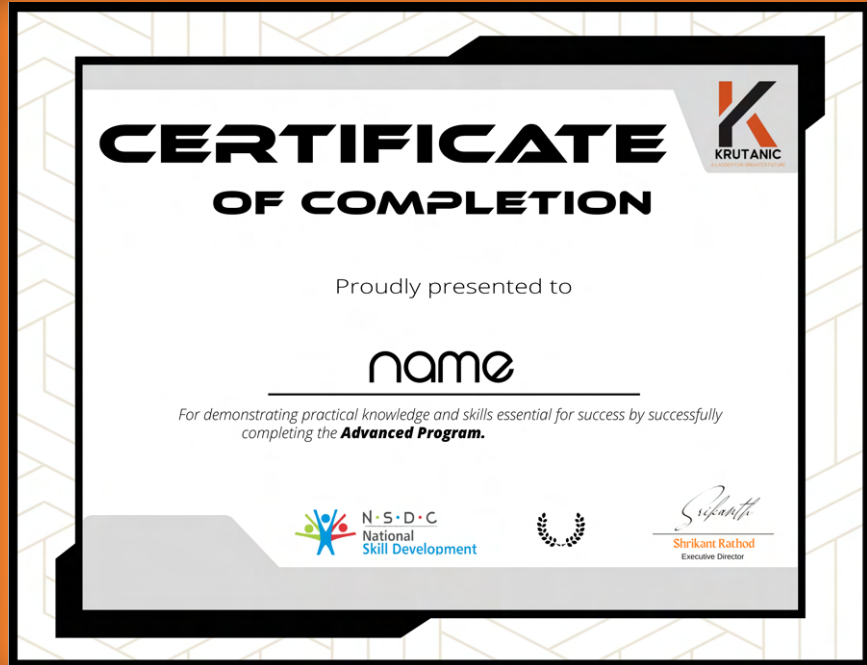 CERTIFICATE
KRUTANIC
OF COMPLETION
Proudly presented to
name
For demonstrating practical knowledge and skills essential for success by successfully
completing the Advanced Program.
N·S·D·C
National
Skill Development
Srikanth
Shrikant Rathod
Executive Director